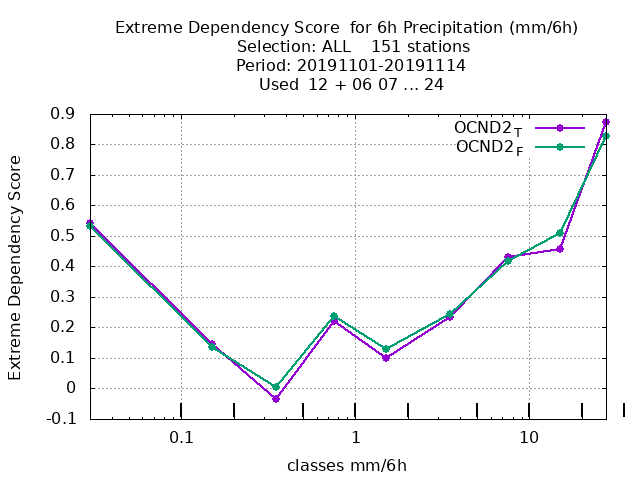 Extreme Dependency Score for 6h Precipitation (mm/6h)
Selection: ALL 151 stations
Period: 20191101-20191114
Used 12 + 06 07 ... 24
OCND2T
OCND2F
Extreme Dependency Score
0.9
0.8
0.7
0.6
0.5
0.4
0.3
0.2
0.1
0
-0.1
0.1 1 10
classes mm/6h